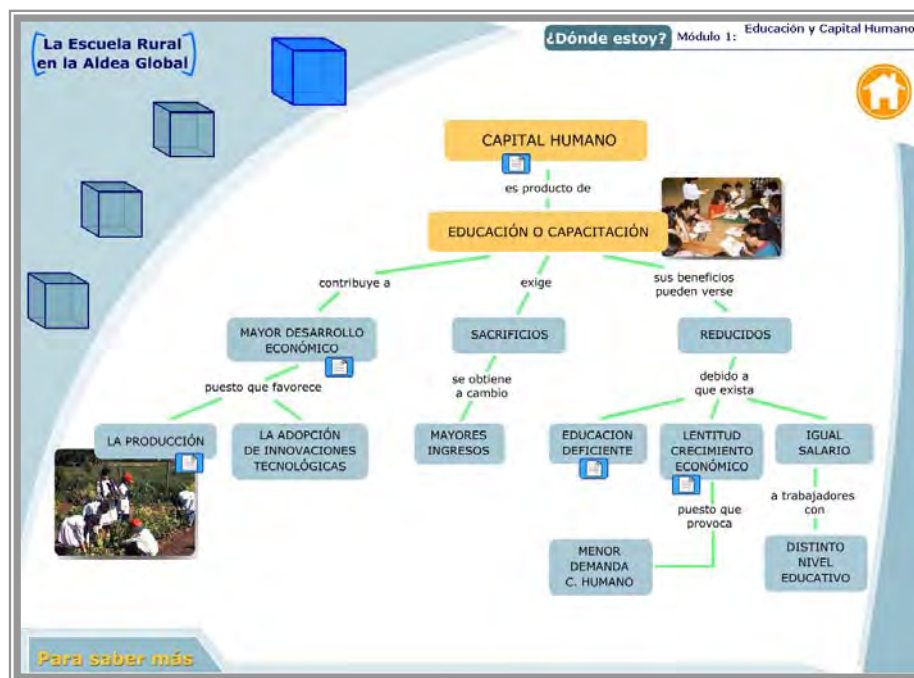 La Escuela Rural
en la Aldea Global
¿Dónde estoy?
Módulo 1:
Educación y Capital Humano
CAPITAL HUMANO
es producto de
EDUCACIÓN O CAPACITACIÓN
contribuye a
exige
sus beneficios
pueden verse
MAYOR DESARROLLO
ECONÓMICO
SACRIFICIOS
REDUCIDOS
puesto que favorece
se obtiene
a cambio
debido a
que exista
LA PRODUCCIÓN
LA ADOPCIÓN
DE INNOVACIONES
TECNOLÓGICAS
MAYORES
INGRESOS
EDUCACION
DEFICIENTE
LENTITUD
CRECIMIENTO
ECONÓMICO
IGUAL
SALARIO
puesto que
provoca
a trabajadores
con
MENOR
DEMANDA
C. HUMANO
DISTINTO
NIVEL
EDUCATIVO
Para saber más